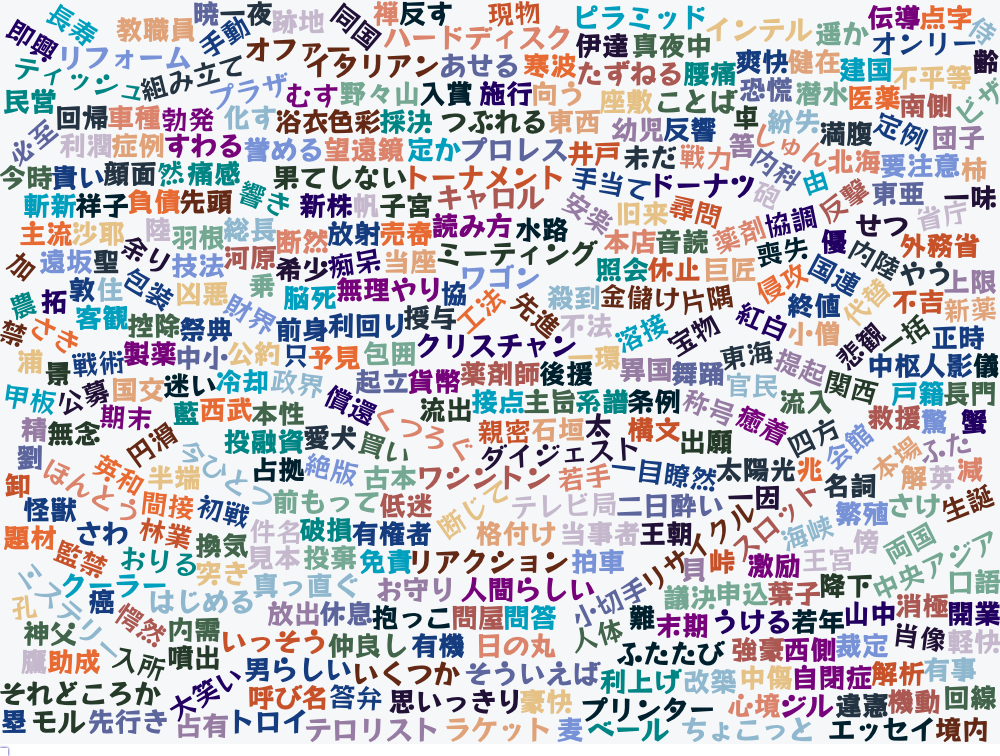 長寿 教職員 暁 一夜 跡地 同国 禅 反す 現物 ピラミッド インテル 遥か 伝導 点字 侍
即興 リフォーム 手動 オファー イタリアン ハードディスク あせる 寒波 伊達 真夜中 オンリー 齢
ティッシュ 組み立て プラザ むす 野々山 入賞 施行 向う たずねる 腰痛 爽快 健在 建国 不平等 ビザ
民営 回帰 車種 勃発 化す 浴衣 色彩 採決 つぶれる 東西 座敷 ことば 卓 恐慌 潜水 医薬 南側
必至 利潤 症例 すわる 誉める 望遠鏡 定か プロレス 井戸 幼児 反響 未だ 戦力 筈 紛失 しゅん 満腹 定例 団子
今時 貴い 顔面 然 痛感 果てしない トーナメント 手当て ドーナツ 内科 砲 由 北海 要注意 柿
斬新 祥子 負債 先頭 響き 新株 帆 子宮 キャロル 安楽 旧来 尋問 薬剤 協調 反撃 東亜 一味
主流 沙耶 陸 羽根 総長 断然 放射 売春 読み方 水路 本店 音読 喪失 優 せつ 省庁 外務省
加 遠坂 聖 余り 技法 河原 希少 痴呆 当座 ミーティング 照会 休止 巨匠 侵攻 国連 内陸 やう 上限
農 拓 敦 住 包装 凶悪 財界 乗 脳死 無理やり 協 ワゴン 工法 先進 殺到 金儲け 片隅 終値 代替 不吉 新薬
禁 さき 客観 控除 祭典 前身 利回り 授与 不法 溶接 宝物 紅白 小僧 悲観 一括 正時
浦 景 戦術 製薬 中小 公約 只 予見 包囲 クリスチャン 一環 異国 舞踊 東海 提起 中枢 人影 儀
甲板 公募 国交 迷い 冷却 政界 起立 貨幣 薬剤師 後援 官民 関西 戸籍 長門
期末 藍 西武 本性 償還 くつろぐ 流出 接点 主旨 系譜 条例 称号 癒着 流入 救援 驚 蟹
精 無念 円滑 投融資 愛犬 買い 親密 石垣 太 構文 出願 四方 会館 本場 ふた
劉 ほんとう 英和 半端 今ひとつ 占拠 絶版 古本 ワシントン ダイジェスト 若手 一目瞭然 太陽光 兆 名詞 解 英 減
卸 怪獣 間接 初戦 前もって 低迷 断じて テレビ局 二日酔い 一因 スロット 繁殖 さけ 生誕
題材 さわ 林業 換気 件名 破損 有権者 格付け 当事者 王朝 リサイクル 海峡 傍 両国
監禁 おりる 突き 見本 投棄 免責 リアクション 拍車 貝 峠 激励 王宮 中央アジア
ミステリー クーラー 真っ直ぐ お守り 人間らしい 小切手 議決 申込 葉子 降下 口語
孔 癌 愕然 はじめる 放出 休息 抱っこ 問屋 問答 人体 難 末期 うける 若年 山中 消極 開業
神父 内需 いっそう 仲良し 有機 日の丸 ふたたび 強豪 西側 裁定 肖像 軽快
鷹 助成 入所 噴出 男らしい いくつか そういえば 利上げ 改築 中傷 自閉症 解析 有事
それどころか 大笑い 呼び名 答弁 思いっきり 豪快 プリンター 心境 ジル 違憲 機動 回線
塁 モル 先行き 占有 トロイ テロリスト ラケット 麦 ベール ちょこっと エッセイ 境内